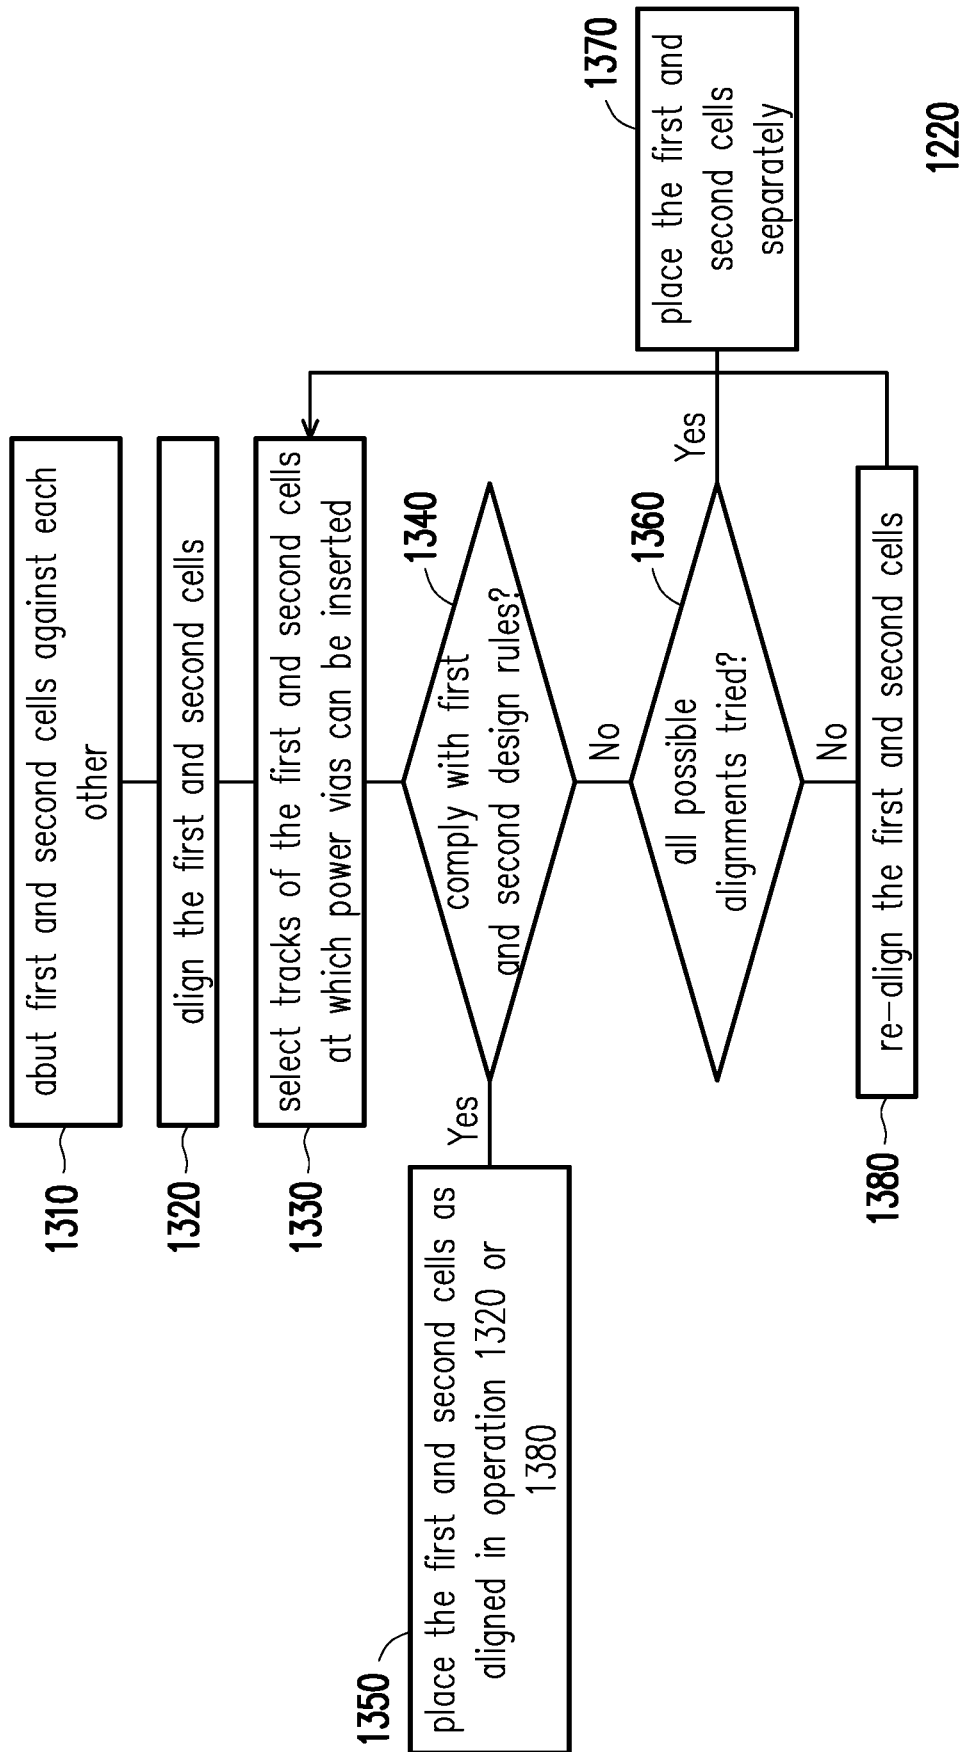 1310
abut first and second cells against each
other
1320
align the first and second cells
1330
select tracks of the first and second cells
at which power vias can be inserted
1340
comply with first
and second design rules?
Yes
No
1350
place the first and second cells as
aligned in operation 1320 or
1380
1360
all possible
alignments tried?
Yes
No
1370
place the first and
second cells
separately
1380
re-align the first and second cells
1220